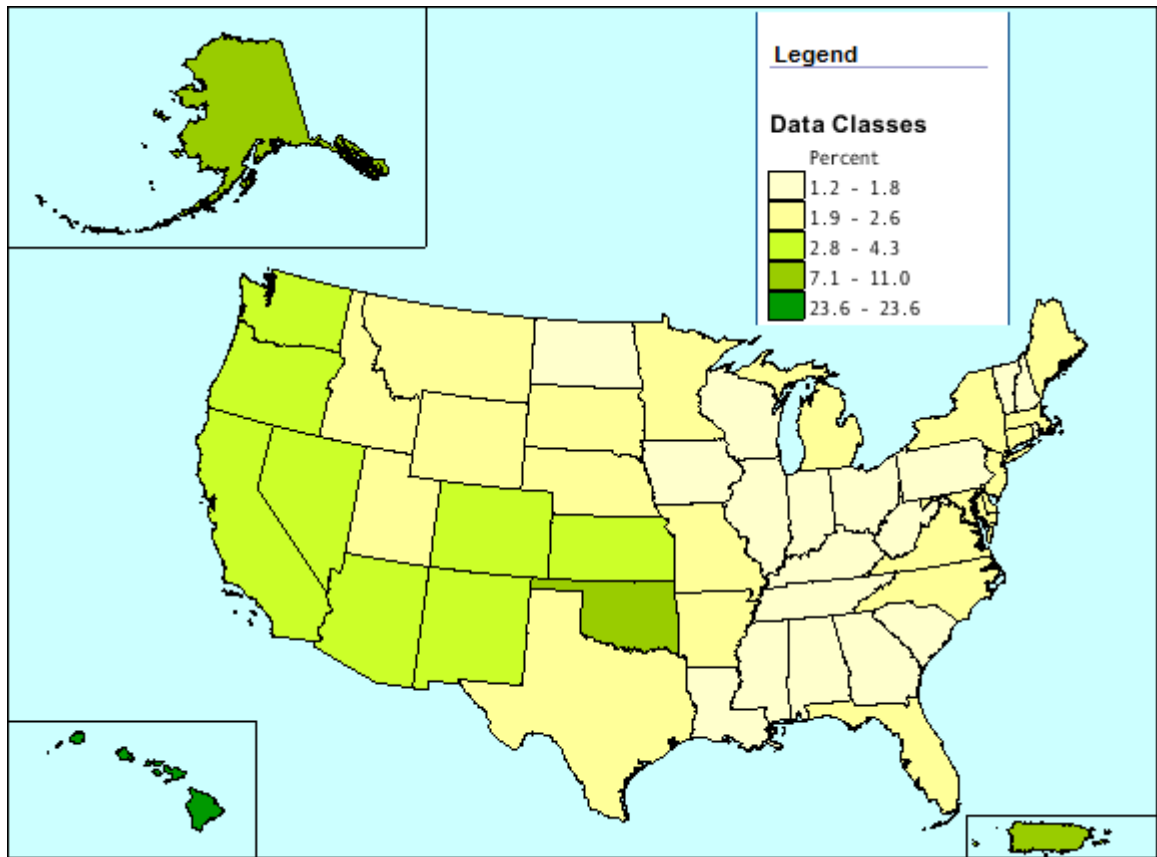 Legend
Data Classes
Percent
1.2 - 1.8
1.9 - 2.6
2.8 - 4.3
7.1 - 11.0
23.6 - 23.6